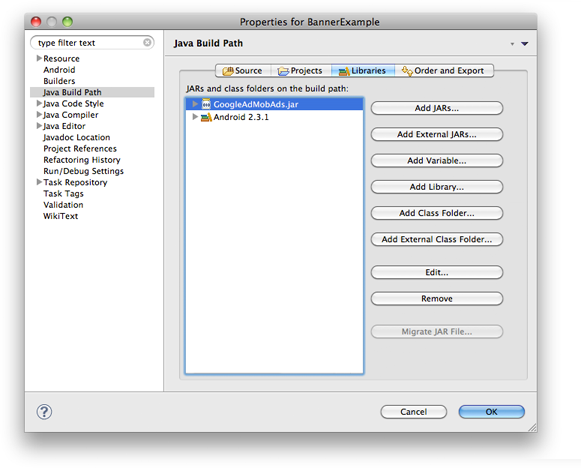 Properties for BannerExample
type filter text
Resource
Android
Builders
Java Build Path
Java Code Style
Java Compiler
Java Editor
Javadoc Location
Project References
Refactoring History
Run/Debug Settings
Task Repository
Task Tags
Validation
WikiText
Java Build Path
Source Projects Libraries Order and Export
JARs and class folders on the build path:
GoogleAdMobAds.jar
Android 2.3.1
Add JARs...
Add External JARs...
Add Variable...
Add Library...
Add Class Folder...
Add External Class Folder...
Edit...
Remove
Migrate JAR File...
?
Cancel OK